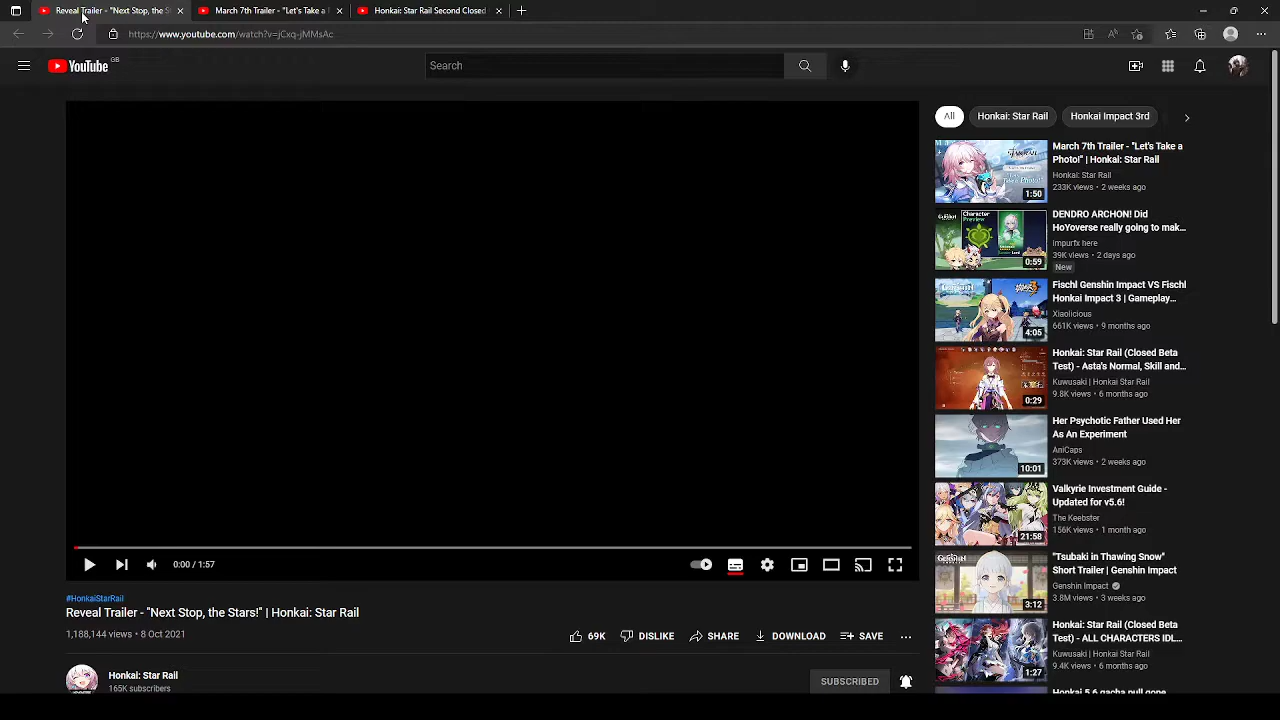 Reveal Trailer - "Next Stop, the S
March 7th Trailer - "Let's Take a
Honkai: Star Rail Second Closed
https://www.youtube.com/watch?v=jCxq-jMMsAc
YouTube GB
Search
All
Honkai: Star Rail
Honkai Impact 3rd
March 7th Trailer - "Let's Take a
Photo!" | Honkai: Star Rail
Honkai: Star Rail
233K views • 2 weeks ago
1:50
DENDRO ARCHON! Did
HoYoverse really going to mak...
impurfx here
39K views • 2 days ago
New
Character
Preview
0:59
Fischl Genshin Impact VS Fischl
Honkai Impact 3 | Gameplay...
Xiaolicious
661K views • 9 months ago
4:05
Honkai: Star Rail (Closed Beta
Test) - Asta's Normal, Skill and...
Kuwusaki | Honkai Star Rail
9.8K views • 6 months ago
0:29
Her Psychotic Father Used Her
As An Experiment
AniCaps
373K views • 2 weeks ago
10:01
Valkyrie Investment Guide -
Updated for v5.6!
The Keebster
156K views • 1 month ago
21:58
"Tsubaki in Thawing Snow"
Short Trailer | Genshin Impact
Genshin Impact
3.8M views • 3 weeks ago
3:12
Honkai: Star Rail (Closed Beta
Test) - ALL CHARACTERS IDL...
Kuwusaki | Honkai Star Rail
9.4K views • 6 months ago
1:27
Honkai 5.6 gacha pull gone
0:00 / 1:57
#HonkaiStarRail
Reveal Trailer - "Next Stop, the Stars!" | Honkai: Star Rail
1,188,144 views • 8 Oct 2021
69K
DISLIKE
SHARE
DOWNLOAD
SAVE
Honkai: Star Rail
165K subscribers
SUBSCRIBED